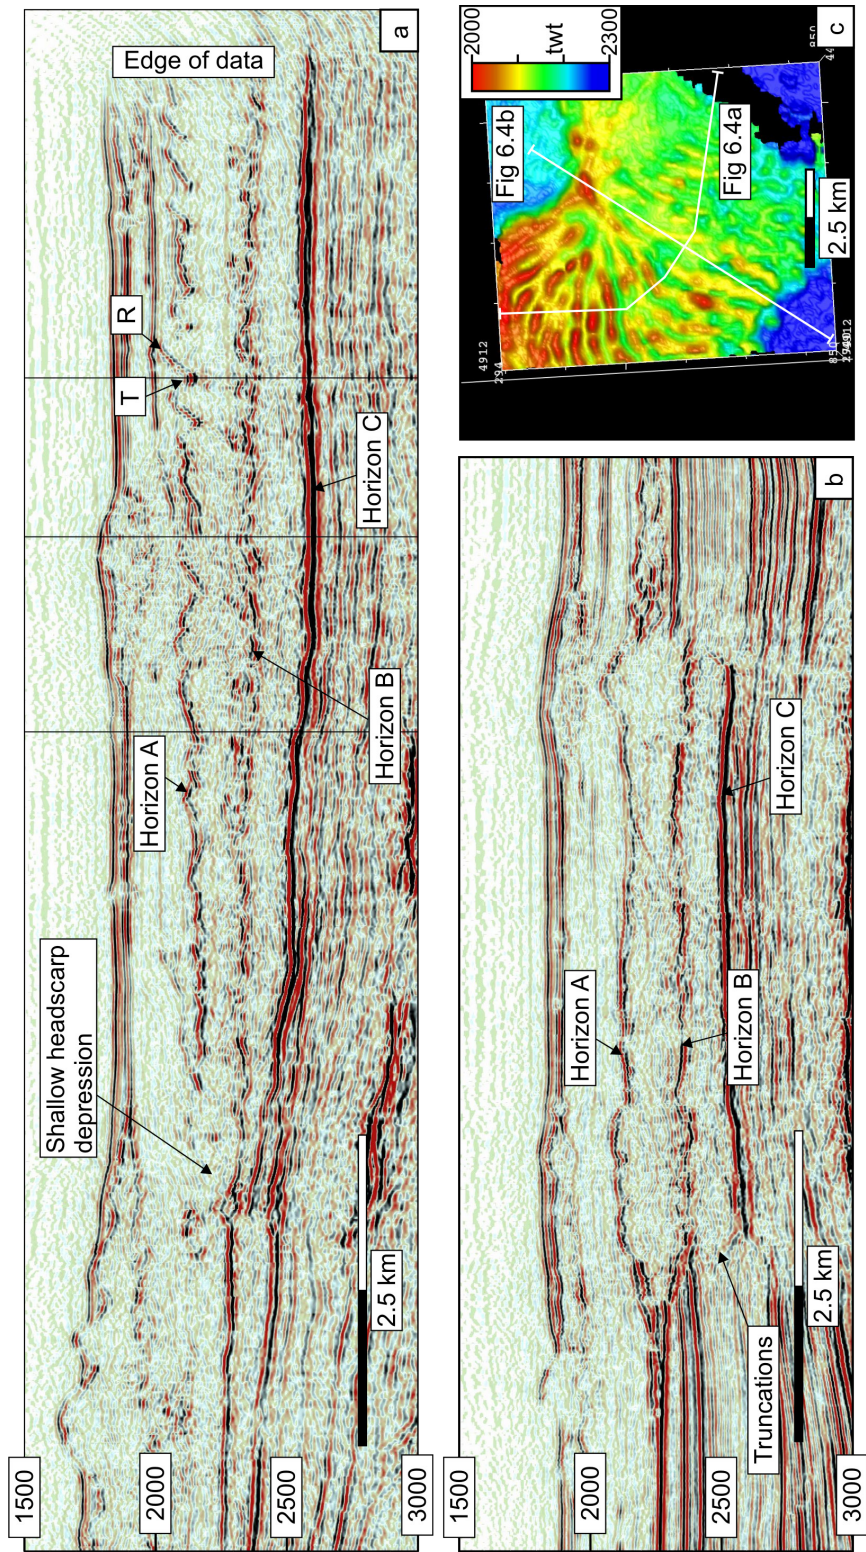 a
Edge of data
R
T
Horizon C
Horizon A
Horizon B
Shallow headscarp
depression
2.5 km
1500
2000
2500
3000
b
Horizon C
Horizon A
Horizon B
Truncations
2.5 km
1500
2000
2500
3000
c
2000
twt
2300
Fig 6.4b
Fig 6.4a
2.5 km
4912
294
850